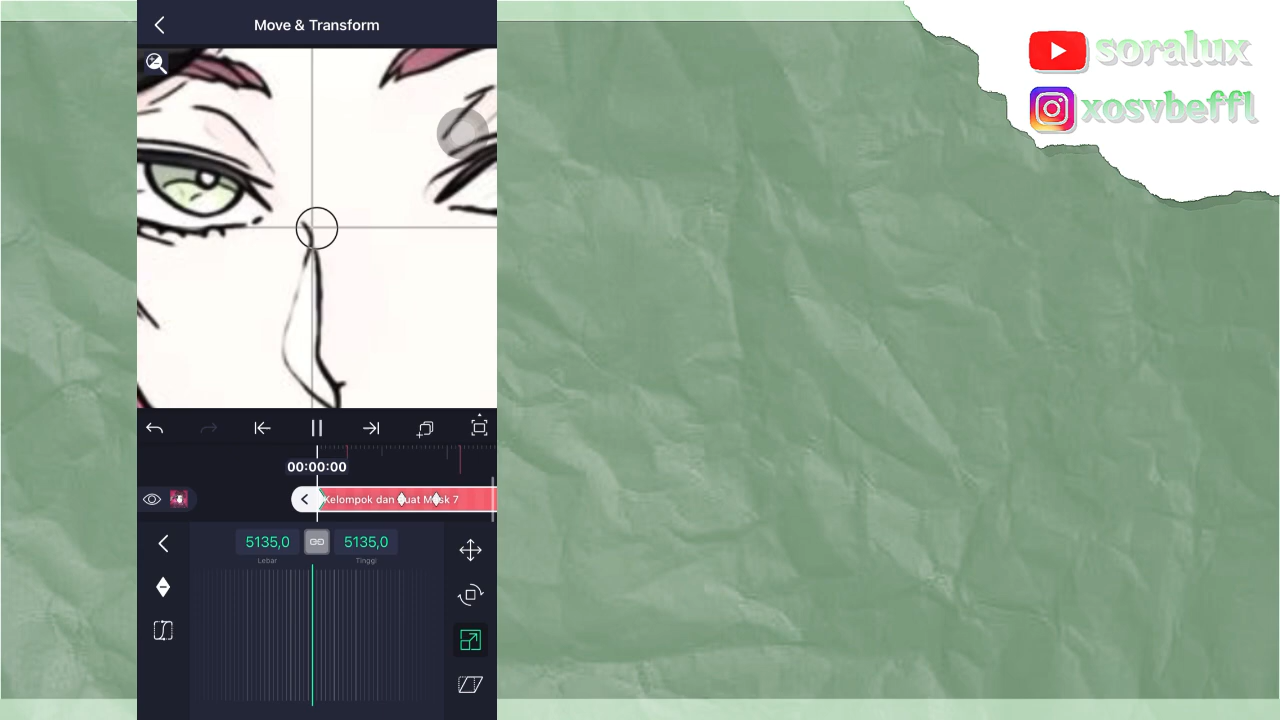 Move & Transform
soralux
xosvbeffl
00:00:00
Kelompok dan Buat Mask 7
5135,0
5135,0
Lebar
Tinggi